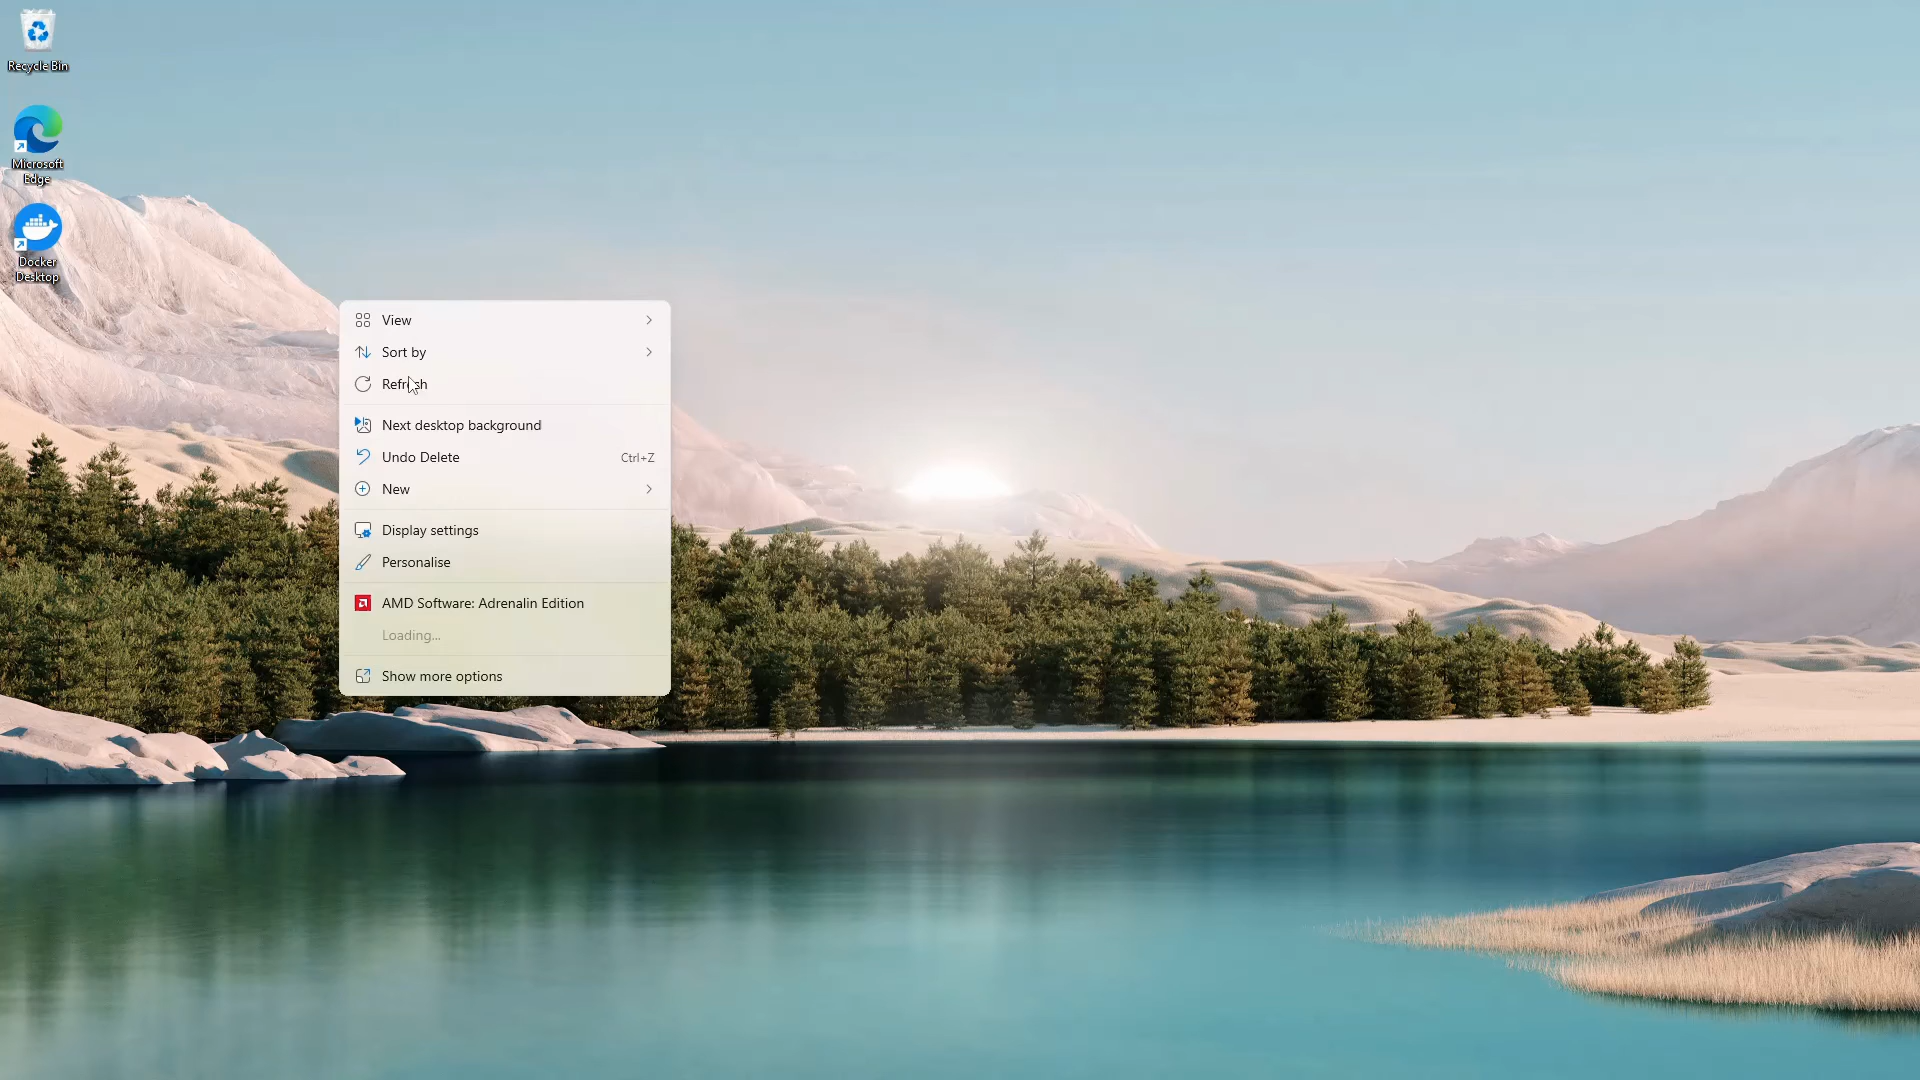 Recycle Bin
Microsoft
Edge
Docker
Desktop
View
Sort by
Refresh
Next desktop background
Undo Delete Ctrl+Z
New
Display settings
Personalise
AMD Software: Adrenalin Edition
Loading...
Show more options